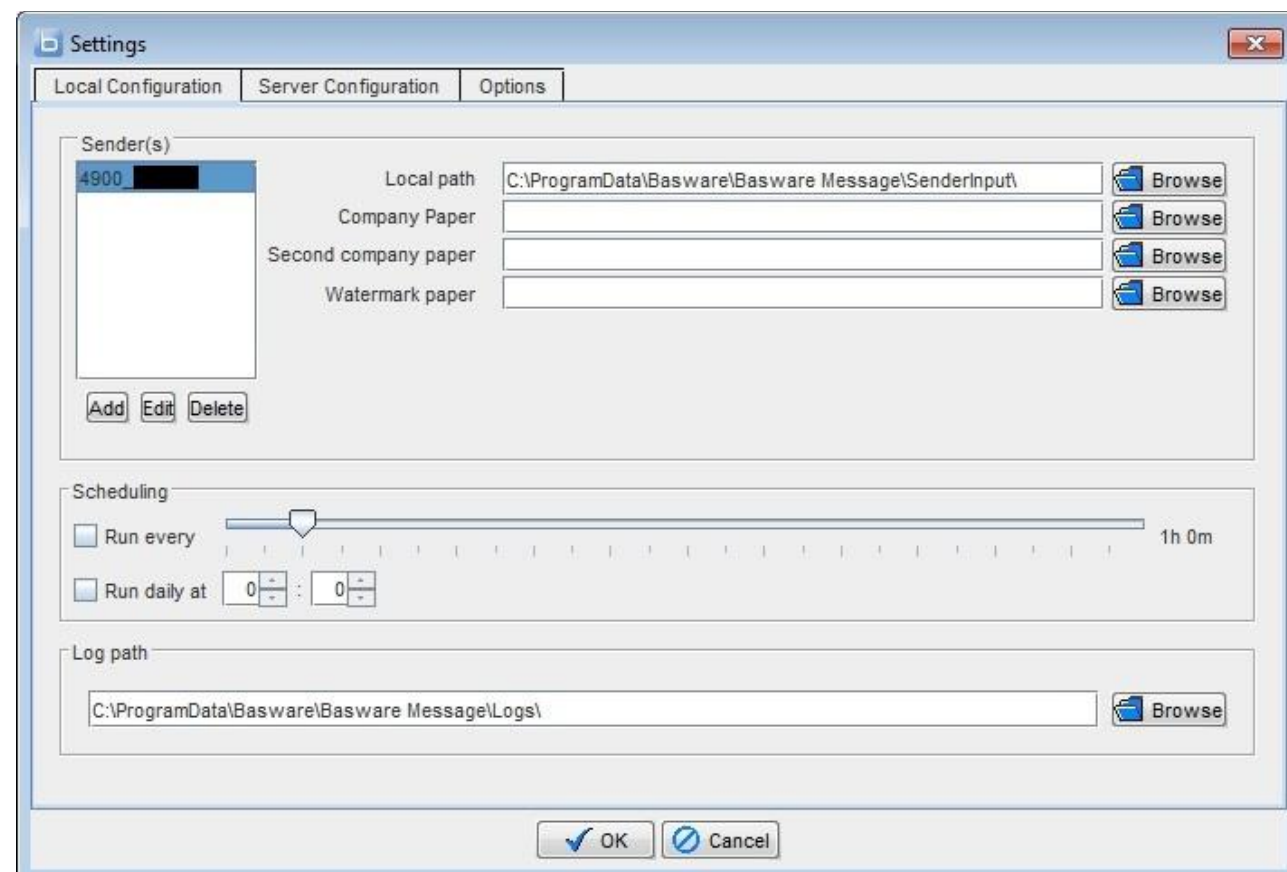 Settings
Local Configuration Server Configuration Options
Sender(s)
4900_
Local path C:\ProgramData\Basware\Basware Message\SenderInput\ Browse
Company Paper Browse
Second company paper Browse
Watermark paper Browse
Add Edit Delete
Scheduling
Run every 1h 0m
Run daily at 0 : 0
Log path
C:\ProgramData\Basware\Basware Message\Logs\ Browse
OK Cancel